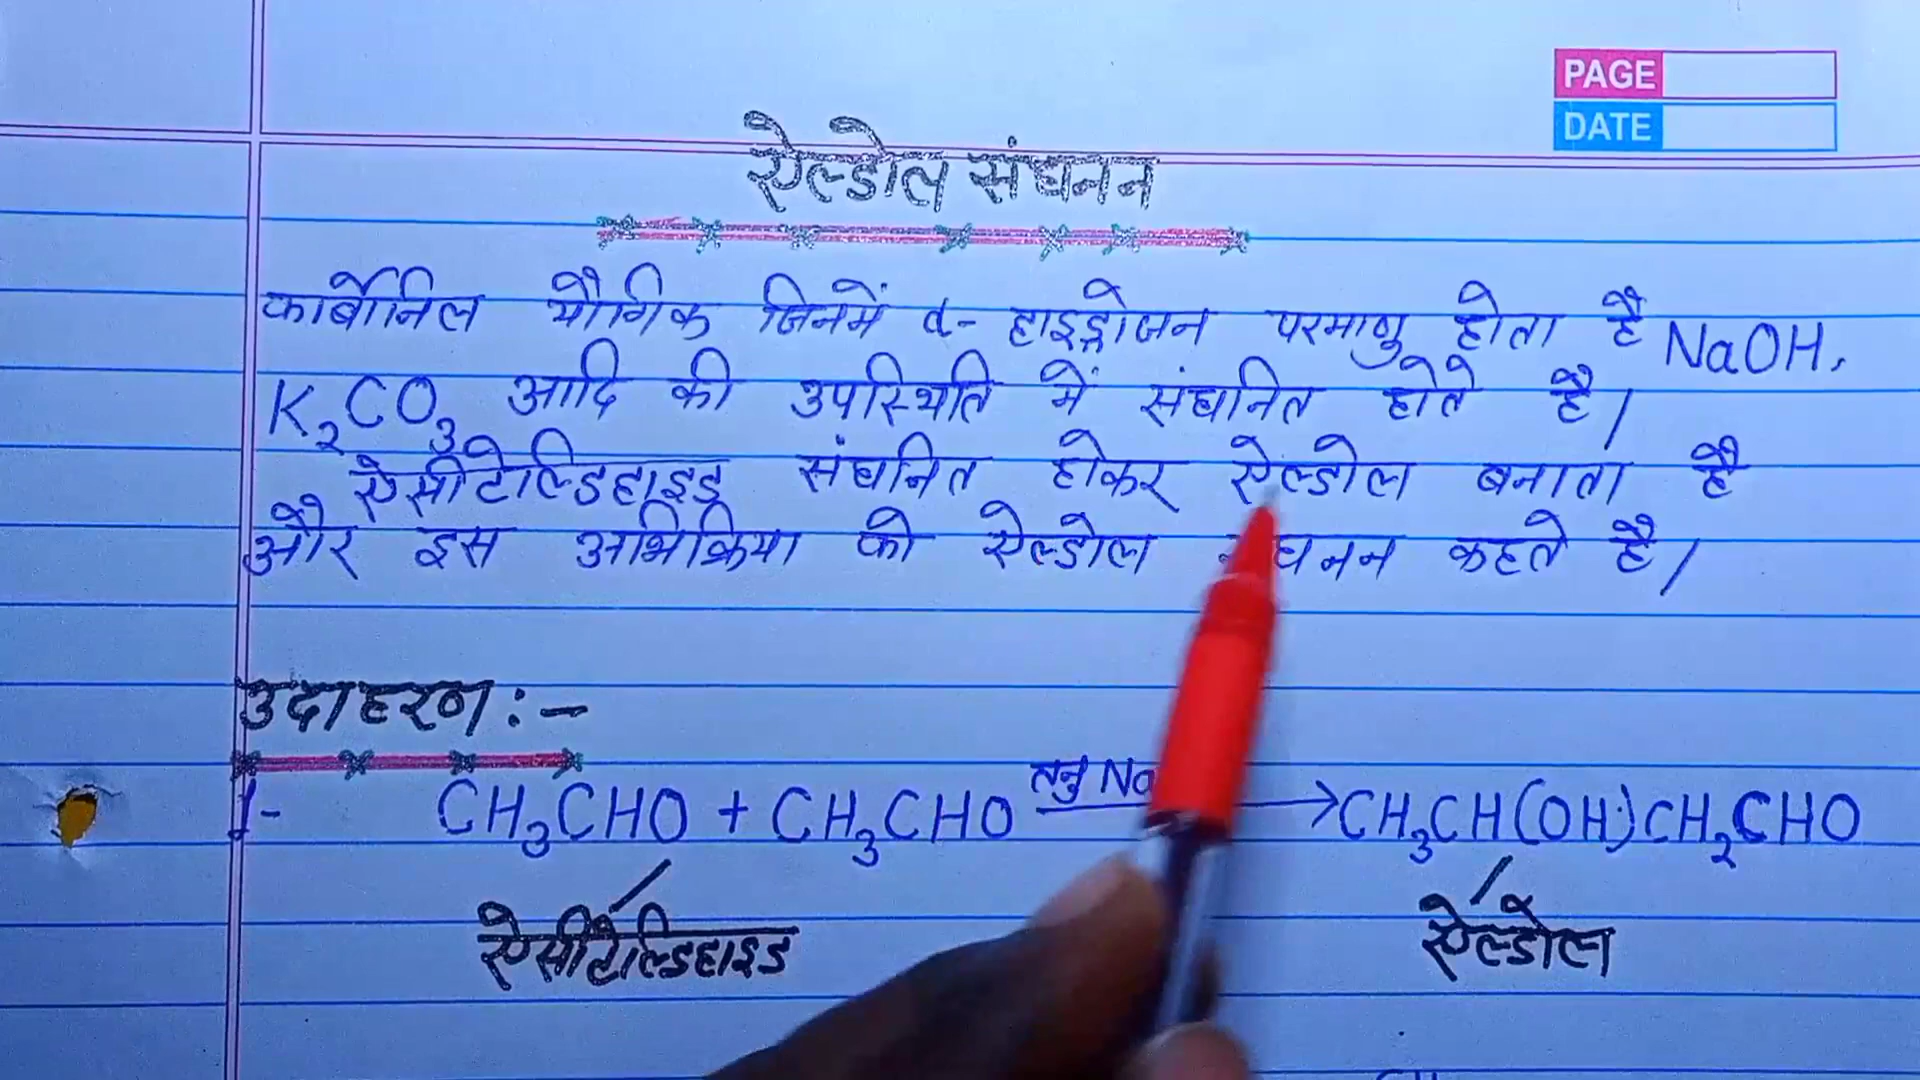 PAGE
DATE
ऐल्डोल संघनन
कार्बोनिल यौगिक जिनमें α- हाइड्रोजन परमाणु होता है NaOH,
K₂CO₃ आदि की उपस्थिति में संघनित होते है।
ऐसीटेल्डिहाइड संघनित होकर ऐल्डोल बनाता है
और इस अभिक्रिया को ऐल्डोल कहते है।
उदाहरण :-
1- CH₃CHO + CH₃CHO तनु Na → CH₃CH(OH)CH₂CHO
ऐसीटेल्डिहाइड ऐल्डोल